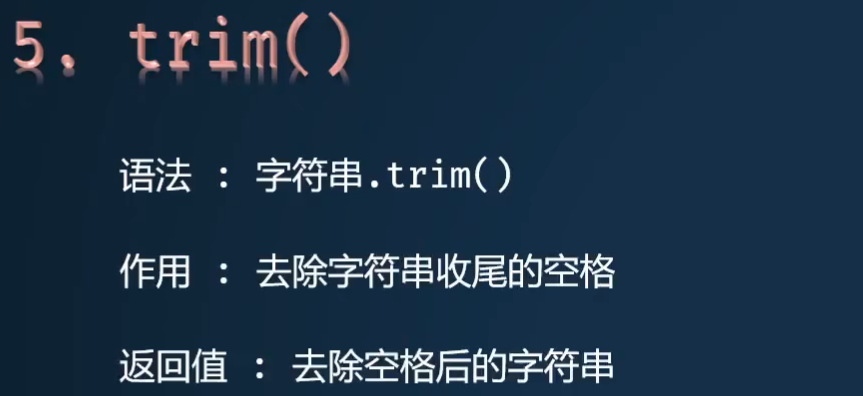 5. trim()
语法 : 字符串.trim()
作用 : 去除字符串收尾的空格
返回值 : 去除空格后的字符串